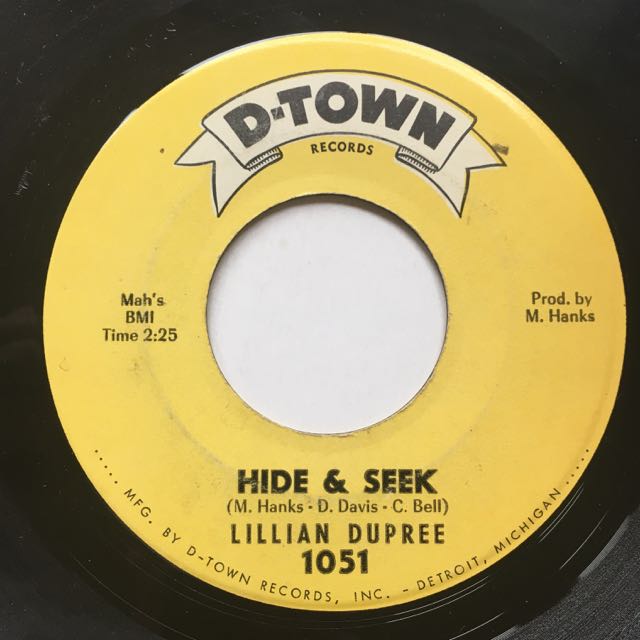 D-TOWN
RECORDS
Mah's
BMI
Time 2:25
Prod. by
M. Hanks
HIDE & SEEK
(M. Hanks - D. Davis - C. Bell)
LILLIAN DUPREE
1051
..... MFG. BY D-TOWN RECORDS, INC. - DETROIT, MICHIGAN .....